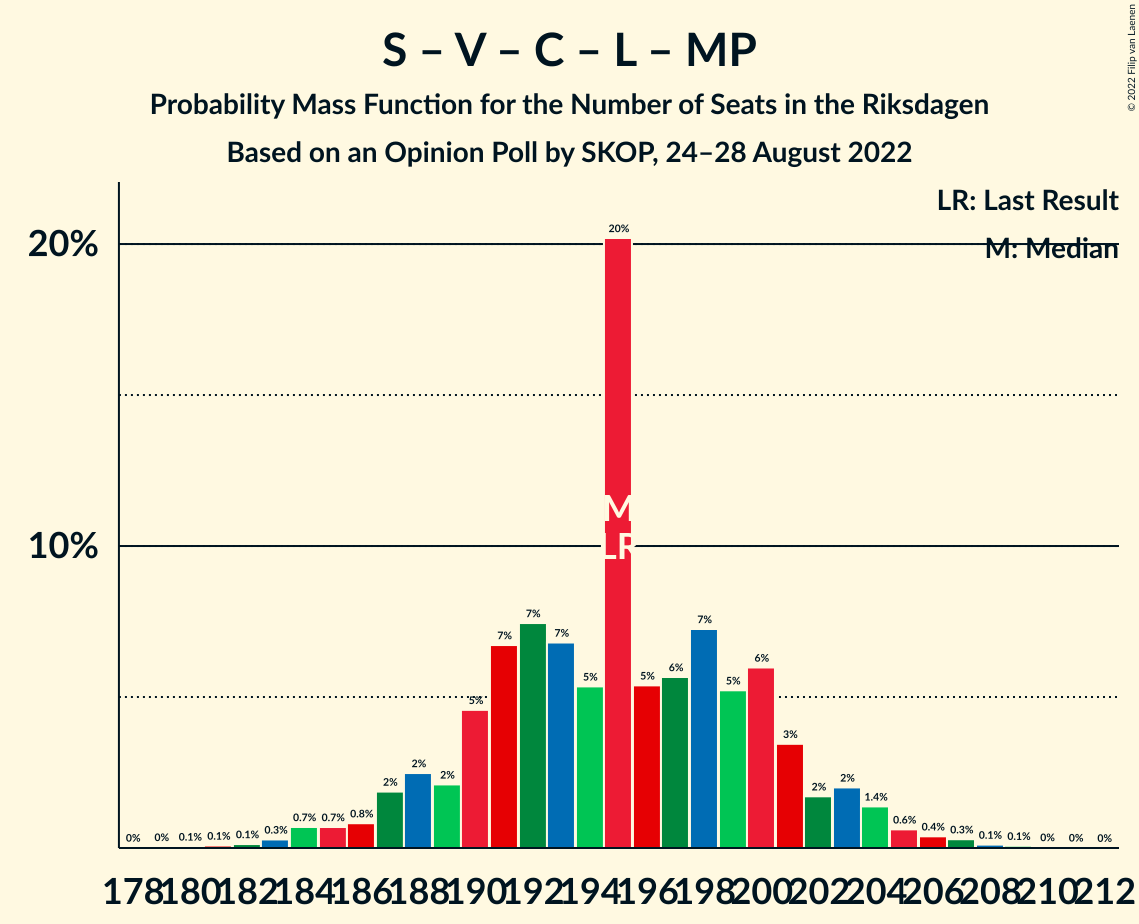 S – V – C – L – MP
Probability Mass Function for the Number of Seats in the Riksdagen
Based on an Opinion Poll by SKOP, 24–28 August 2022
© 2022 Filip van Laenen
LR: Last Result
M: Median
20%
10%
0% 0% 0.1% 0.1% 0.1% 0.3% 0.7% 0.7% 0.8% 2% 2% 2% 5% 7% 7% 7% 5% 20% 5% 6% 7% 5% 6% 3% 2% 2% 1.4% 0.6% 0.4% 0.3% 0.1% 0.1% 0% 0% 0%
M
LR
178 180 182 184 186 188 190 192 194 196 198 200 202 204 206 208 210 212